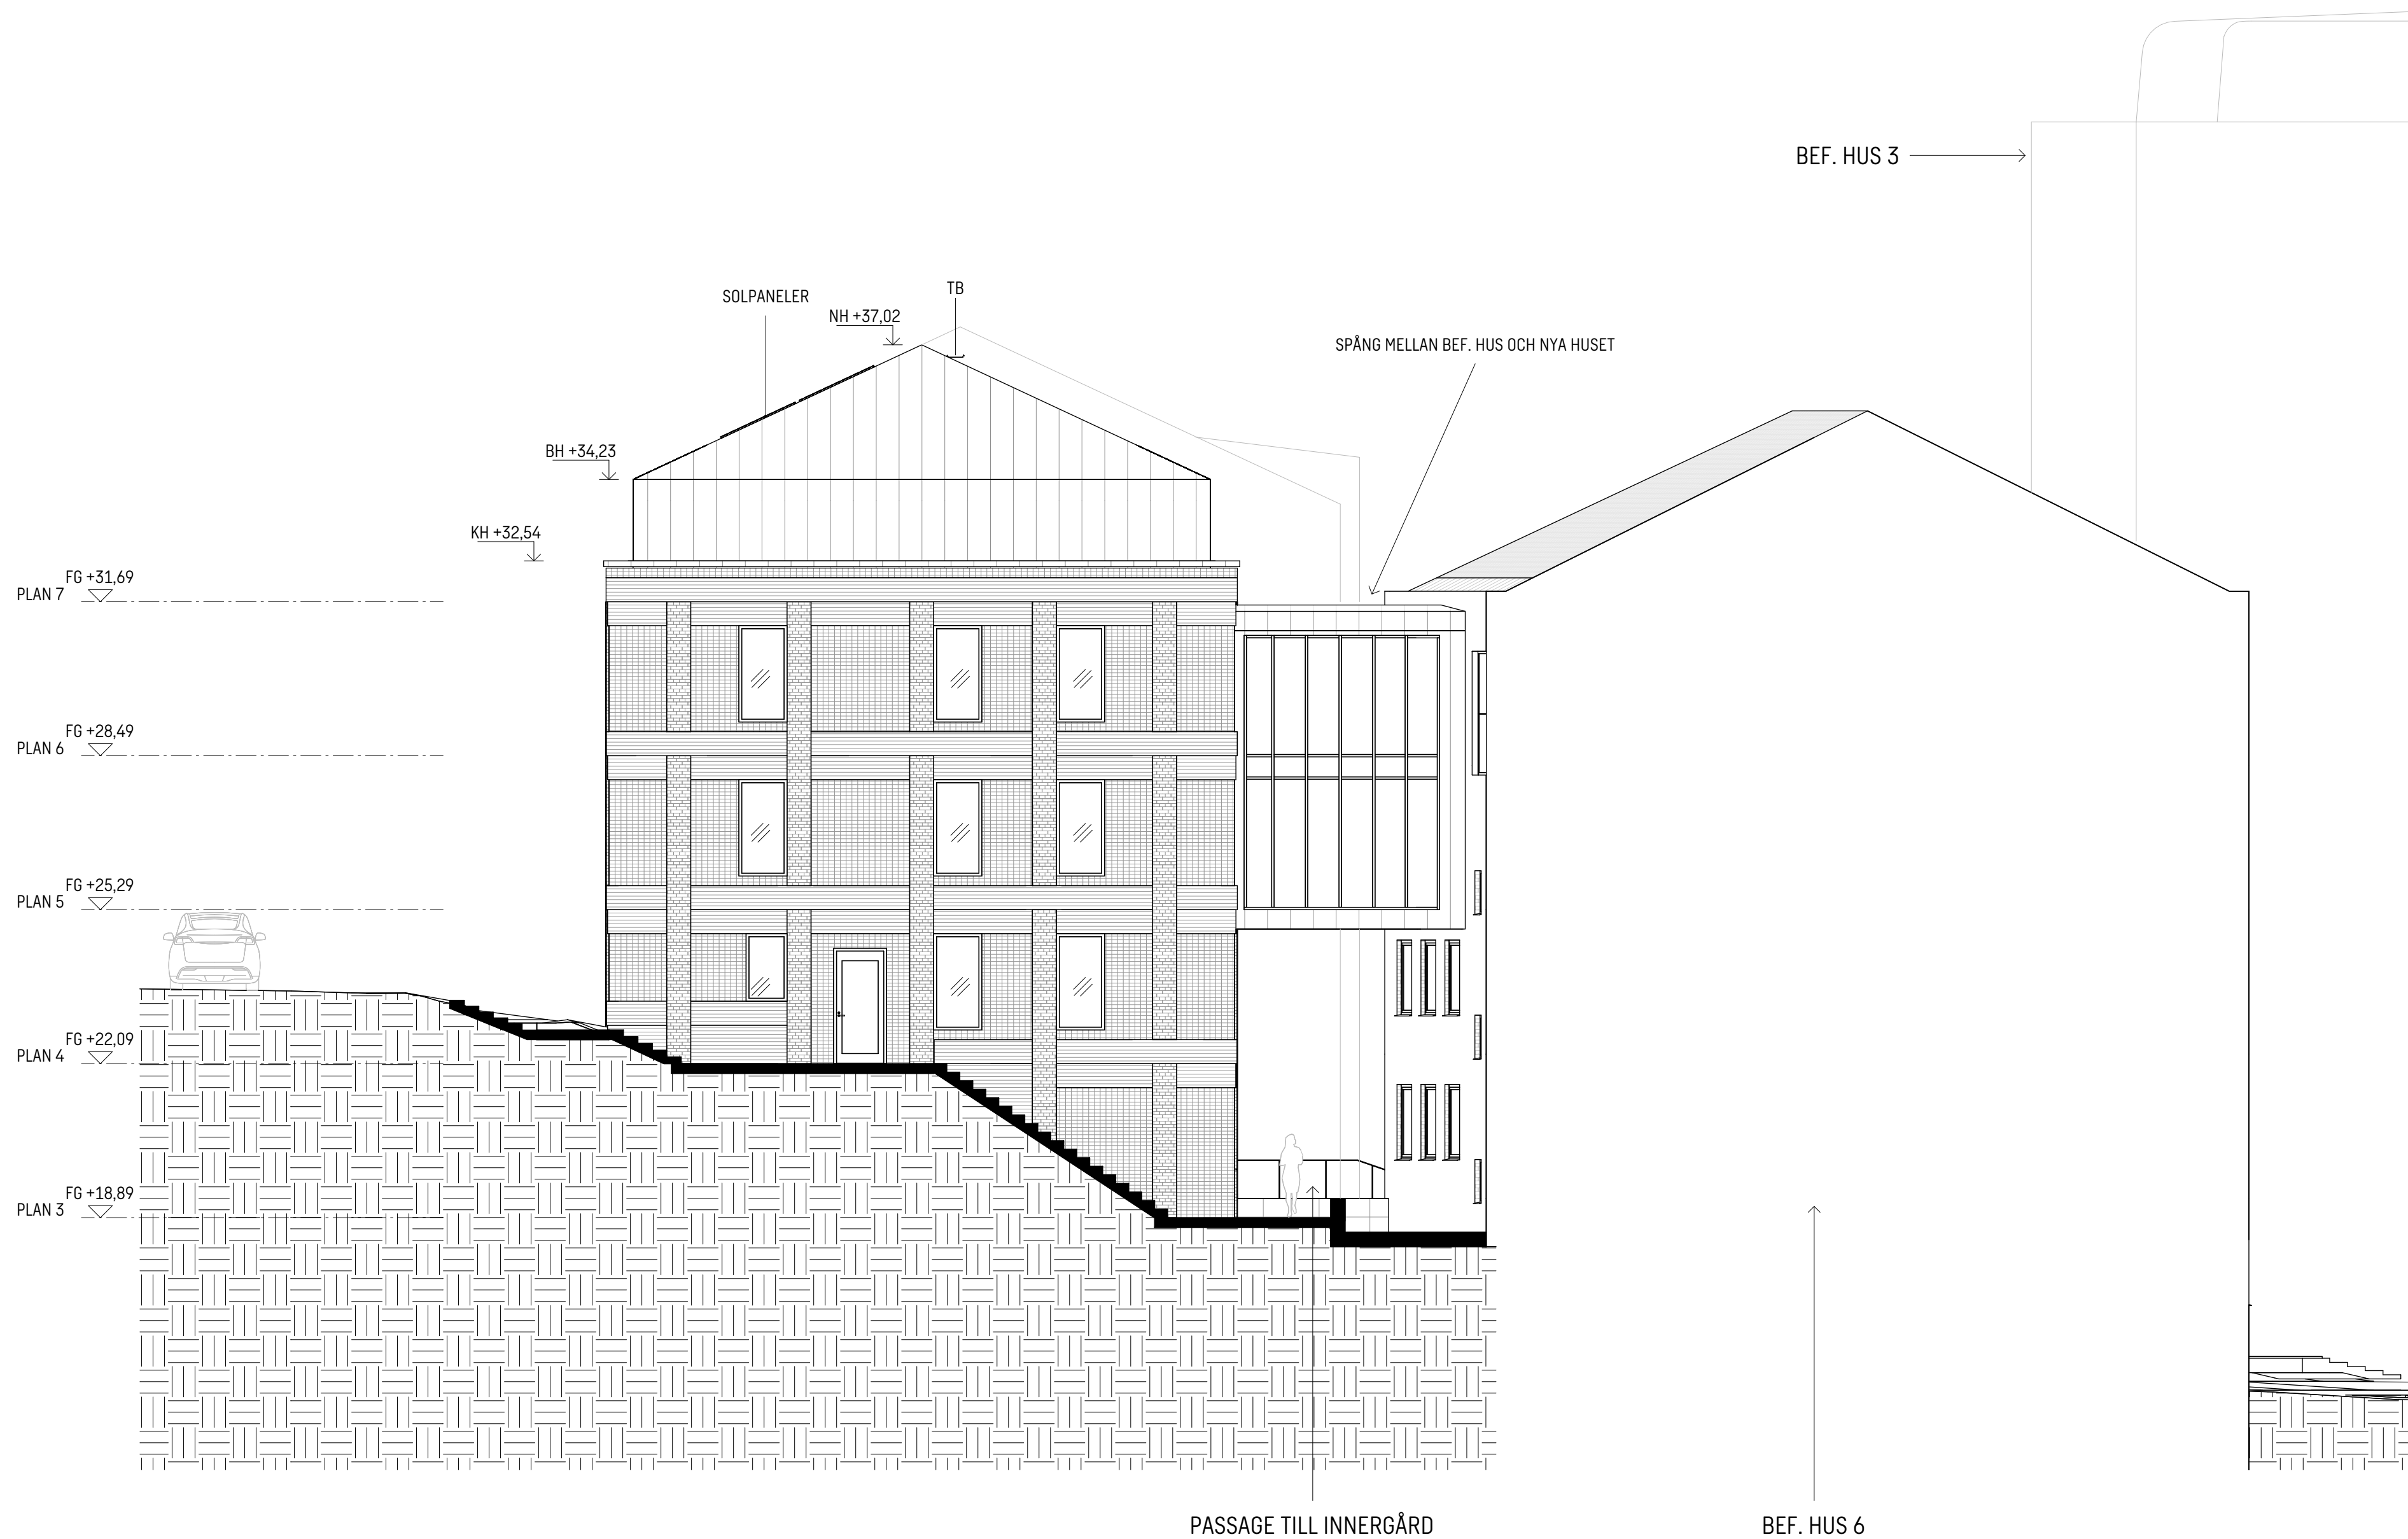 BEF. HUS 3
SOLPANELER
TB
NH +37,02
SPÅNG MELLAN BEF. HUS OCH NYA HUSET
BH +34,23
KH +32,54
FG +31,69
PLAN 7
FG +28,49
PLAN 6
FG +25,29
PLAN 5
FG +22,09
PLAN 4
FG +18,89
PLAN 3
PASSAGE TILL INNERGÅRD
BEF. HUS 6